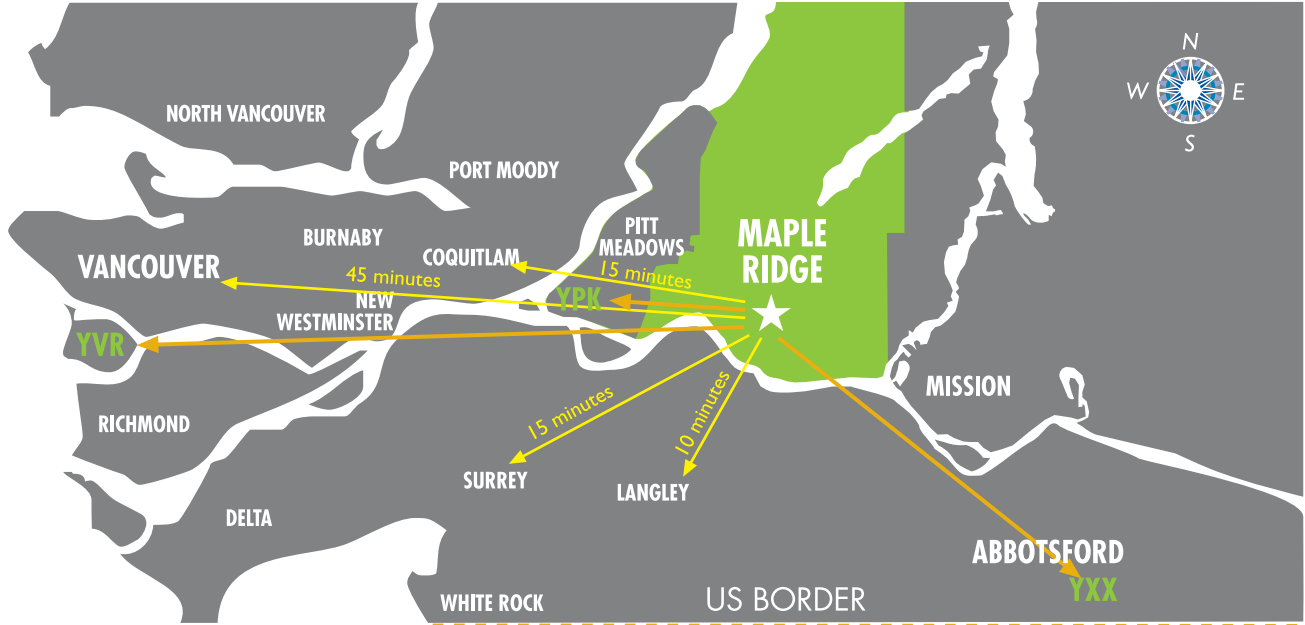 N
W
E
S
NORTH VANCOUVER
PORT MOODY
PITT
MEADOWS
MAPLE
RIDGE
BURNABY
COQUITLAM
VANCOUVER
45 minutes
15 minutes
NEW
WESTMINSTER
YPK
YVR
MISSION
RICHMOND
15 minutes
10 minutes
SURREY
LANGLEY
DELTA
ABBOTSFORD
YXX
WHITE ROCK
US BORDER